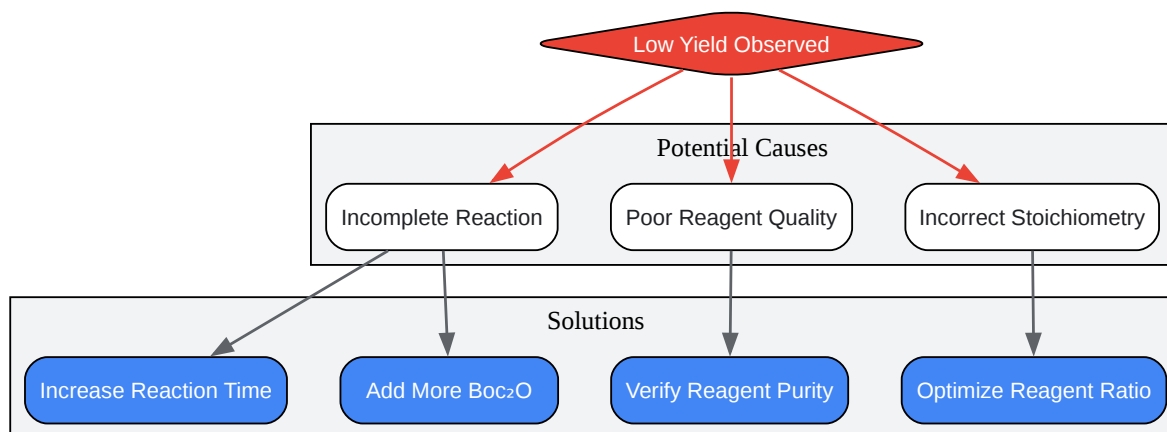 Low Yield Observed
Potential Causes
Incomplete Reaction
Poor Reagent Quality
Incorrect Stoichiometry
Solutions
Increase Reaction Time
Add More Boc₂O
Verify Reagent Purity
Optimize Reagent Ratio